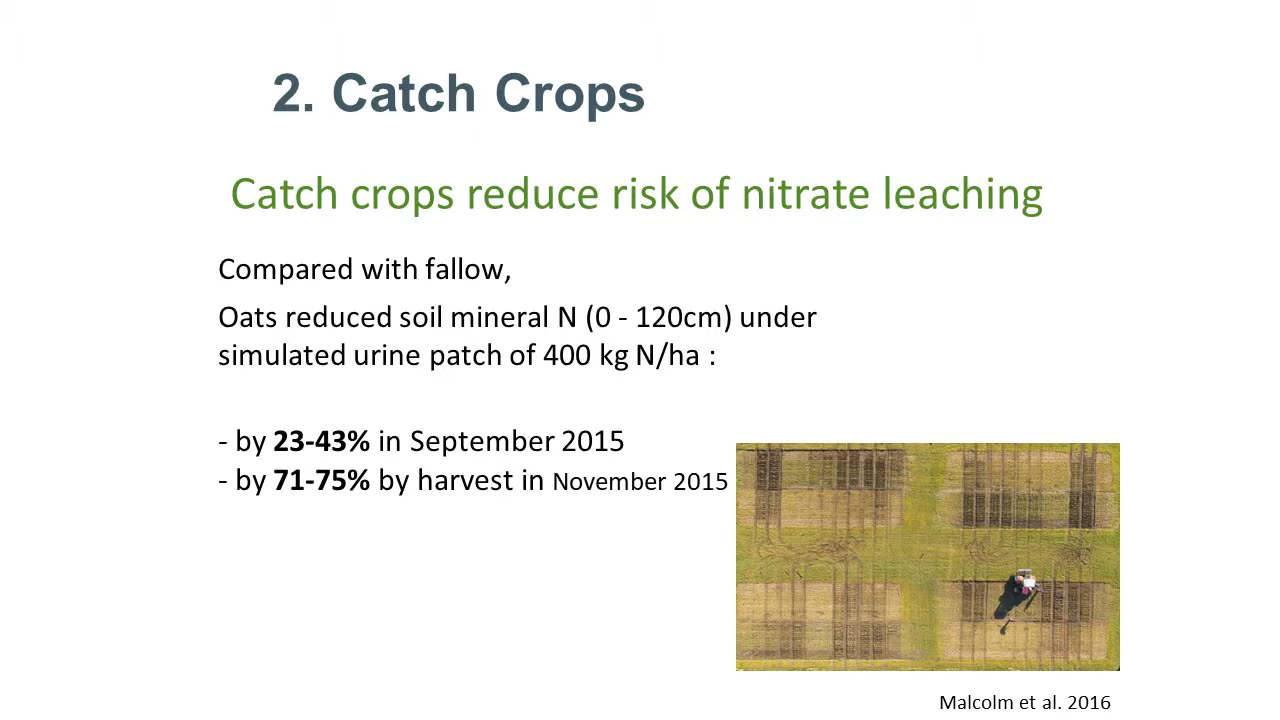 2. Catch Crops
Catch crops reduce risk of nitrate leaching
Compared with fallow,
Oats reduced soil mineral N (0 - 120cm) under
simulated urine patch of 400 kg N/ha :
- by 23-43% in September 2015
- by 71-75% by harvest in November 2015
Malcolm et al. 2016